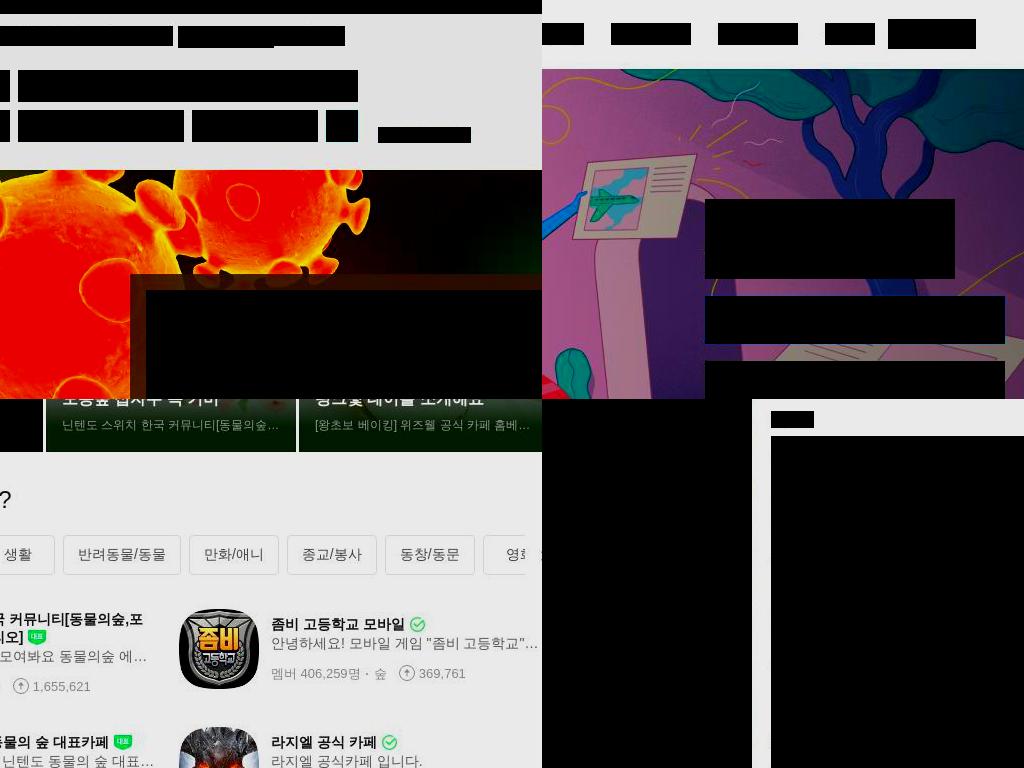 닌텐도 스위치 한국 커뮤니티[동물의숲…
[왕초보 베이킹] 위즈웰 공식 카페 홈베…
?
생활
반려동물/동물
만화/애니
종교/봉사
동창/동문
커뮤니티[동물의숲,포
오]
대표
모여봐요 동물의숲 에…
1,655,621
좀비
고등학교
좀비 고등학교 모바일
안녕하세요! 모바일 게임 "좀비 고등학교"…
멤버 406,259명 · 숲
369,761
숲 대표카페
대표
닌텐도 동물의 숲 대표…
라지엘 공식 카페
라지엘 공식카페 입니다.